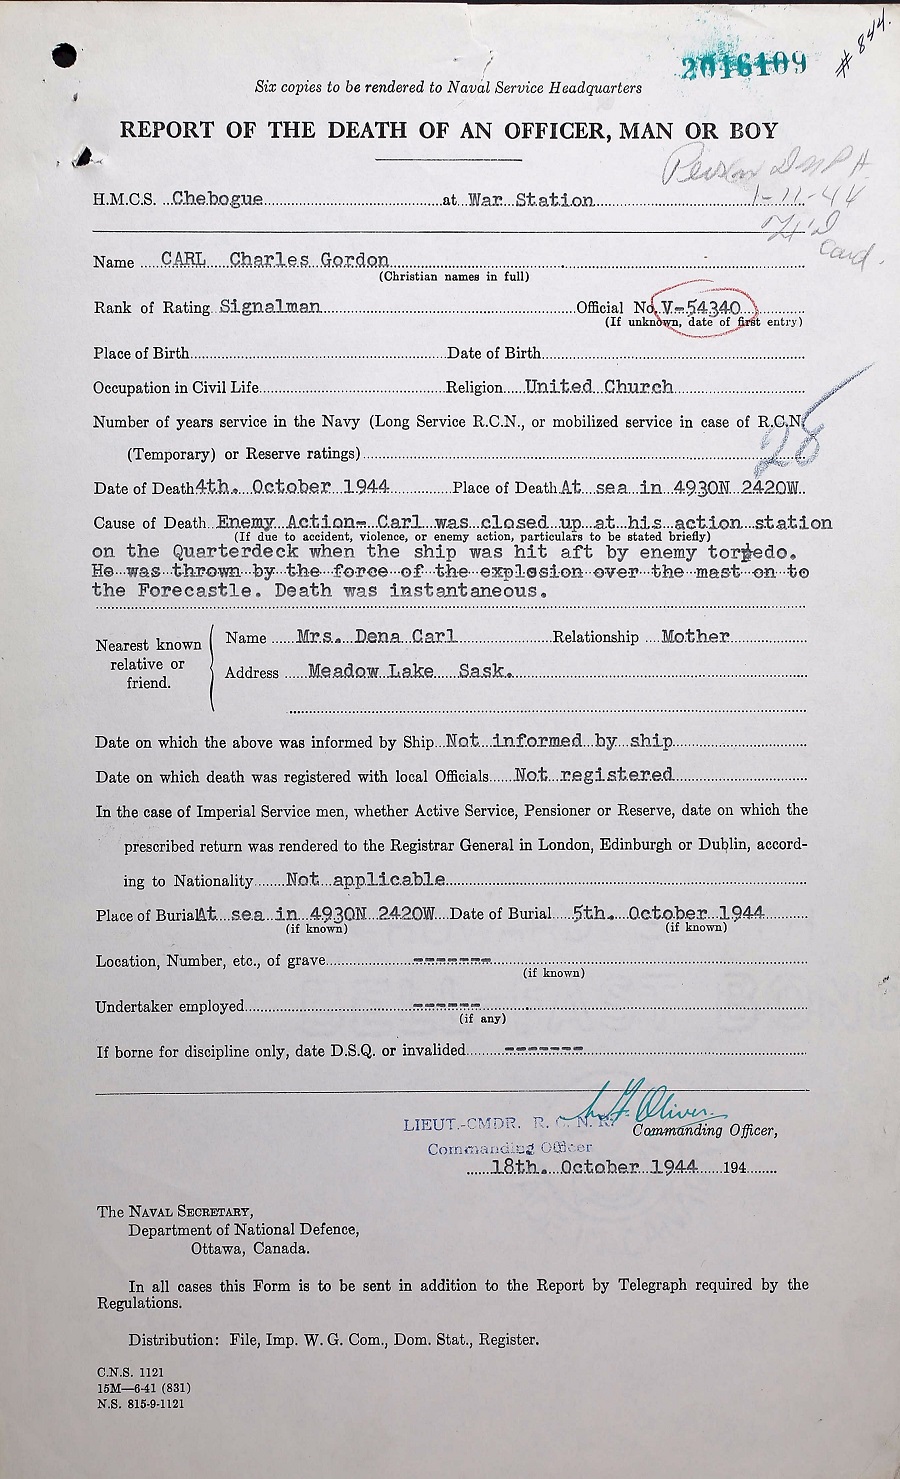 2016109
# 844.
Six copies to be rendered to Naval Service Headquarters
REPORT OF THE DEATH OF AN OFFICER, MAN OR BOY
H.M.C.S. Chebogue at War Station
1-11-44
Card.
Name CARL Charles Gordon
(Christian names in full)
Rank of Rating Signalman Official No. V-54340
(If unknown, date of first entry)
Place of Birth Date of Birth
Occupation in Civil Life Religion United Church
Number of years service in the Navy (Long Service R.C.N., or mobilized service in case of R.C.N.
(Temporary) or Reserve ratings)
28
Date of Death 4th. October 1944 Place of Death At sea in 4930N 2420W.
Cause of Death Enemy Action- Carl was closed up at his action station
(If due to accident, violence, or enemy action, particulars to be stated briefly)
on the Quarterdeck when the ship was hit aft by enemy torpedo.
He was thrown by the force of the explosion over the mast on to
the Forecastle. Death was instantaneous.
Nearest known relative or friend.
Name Mrs. Dena Carl Relationship Mother
Address Meadow Lake Sask.
Date on which the above was informed by Ship Not informed by ship
Date on which death was registered with local Officials Not registered
In the case of Imperial Service men, whether Active Service, Pensioner or Reserve, date on which the
prescribed return was rendered to the Registrar General in London, Edinburgh or Dublin, accord-
ing to Nationality Not applicable
Place of Burial At sea in 4930N 2420W Date of Burial 5th. October 1944
(if known) (if known)
Location, Number, etc., of grave -------
(if known)
Undertaker employed ------
(if any)
If borne for discipline only, date D.S.Q. or invalided -------
Oliver.
LIEUT.-CMDR. R. C. N. R. Commanding Officer,
Commanding Officer
18th. October 1944 194
The NAVAL SECRETARY,
Department of National Defence,
Ottawa, Canada.
In all cases this Form is to be sent in addition to the Report by Telegraph required by the
Regulations.
Distribution: File, Imp. W. G. Com., Dom. Stat., Register.
C.N.S. 1121
15M—6-41 (831)
N.S. 815-9-1121